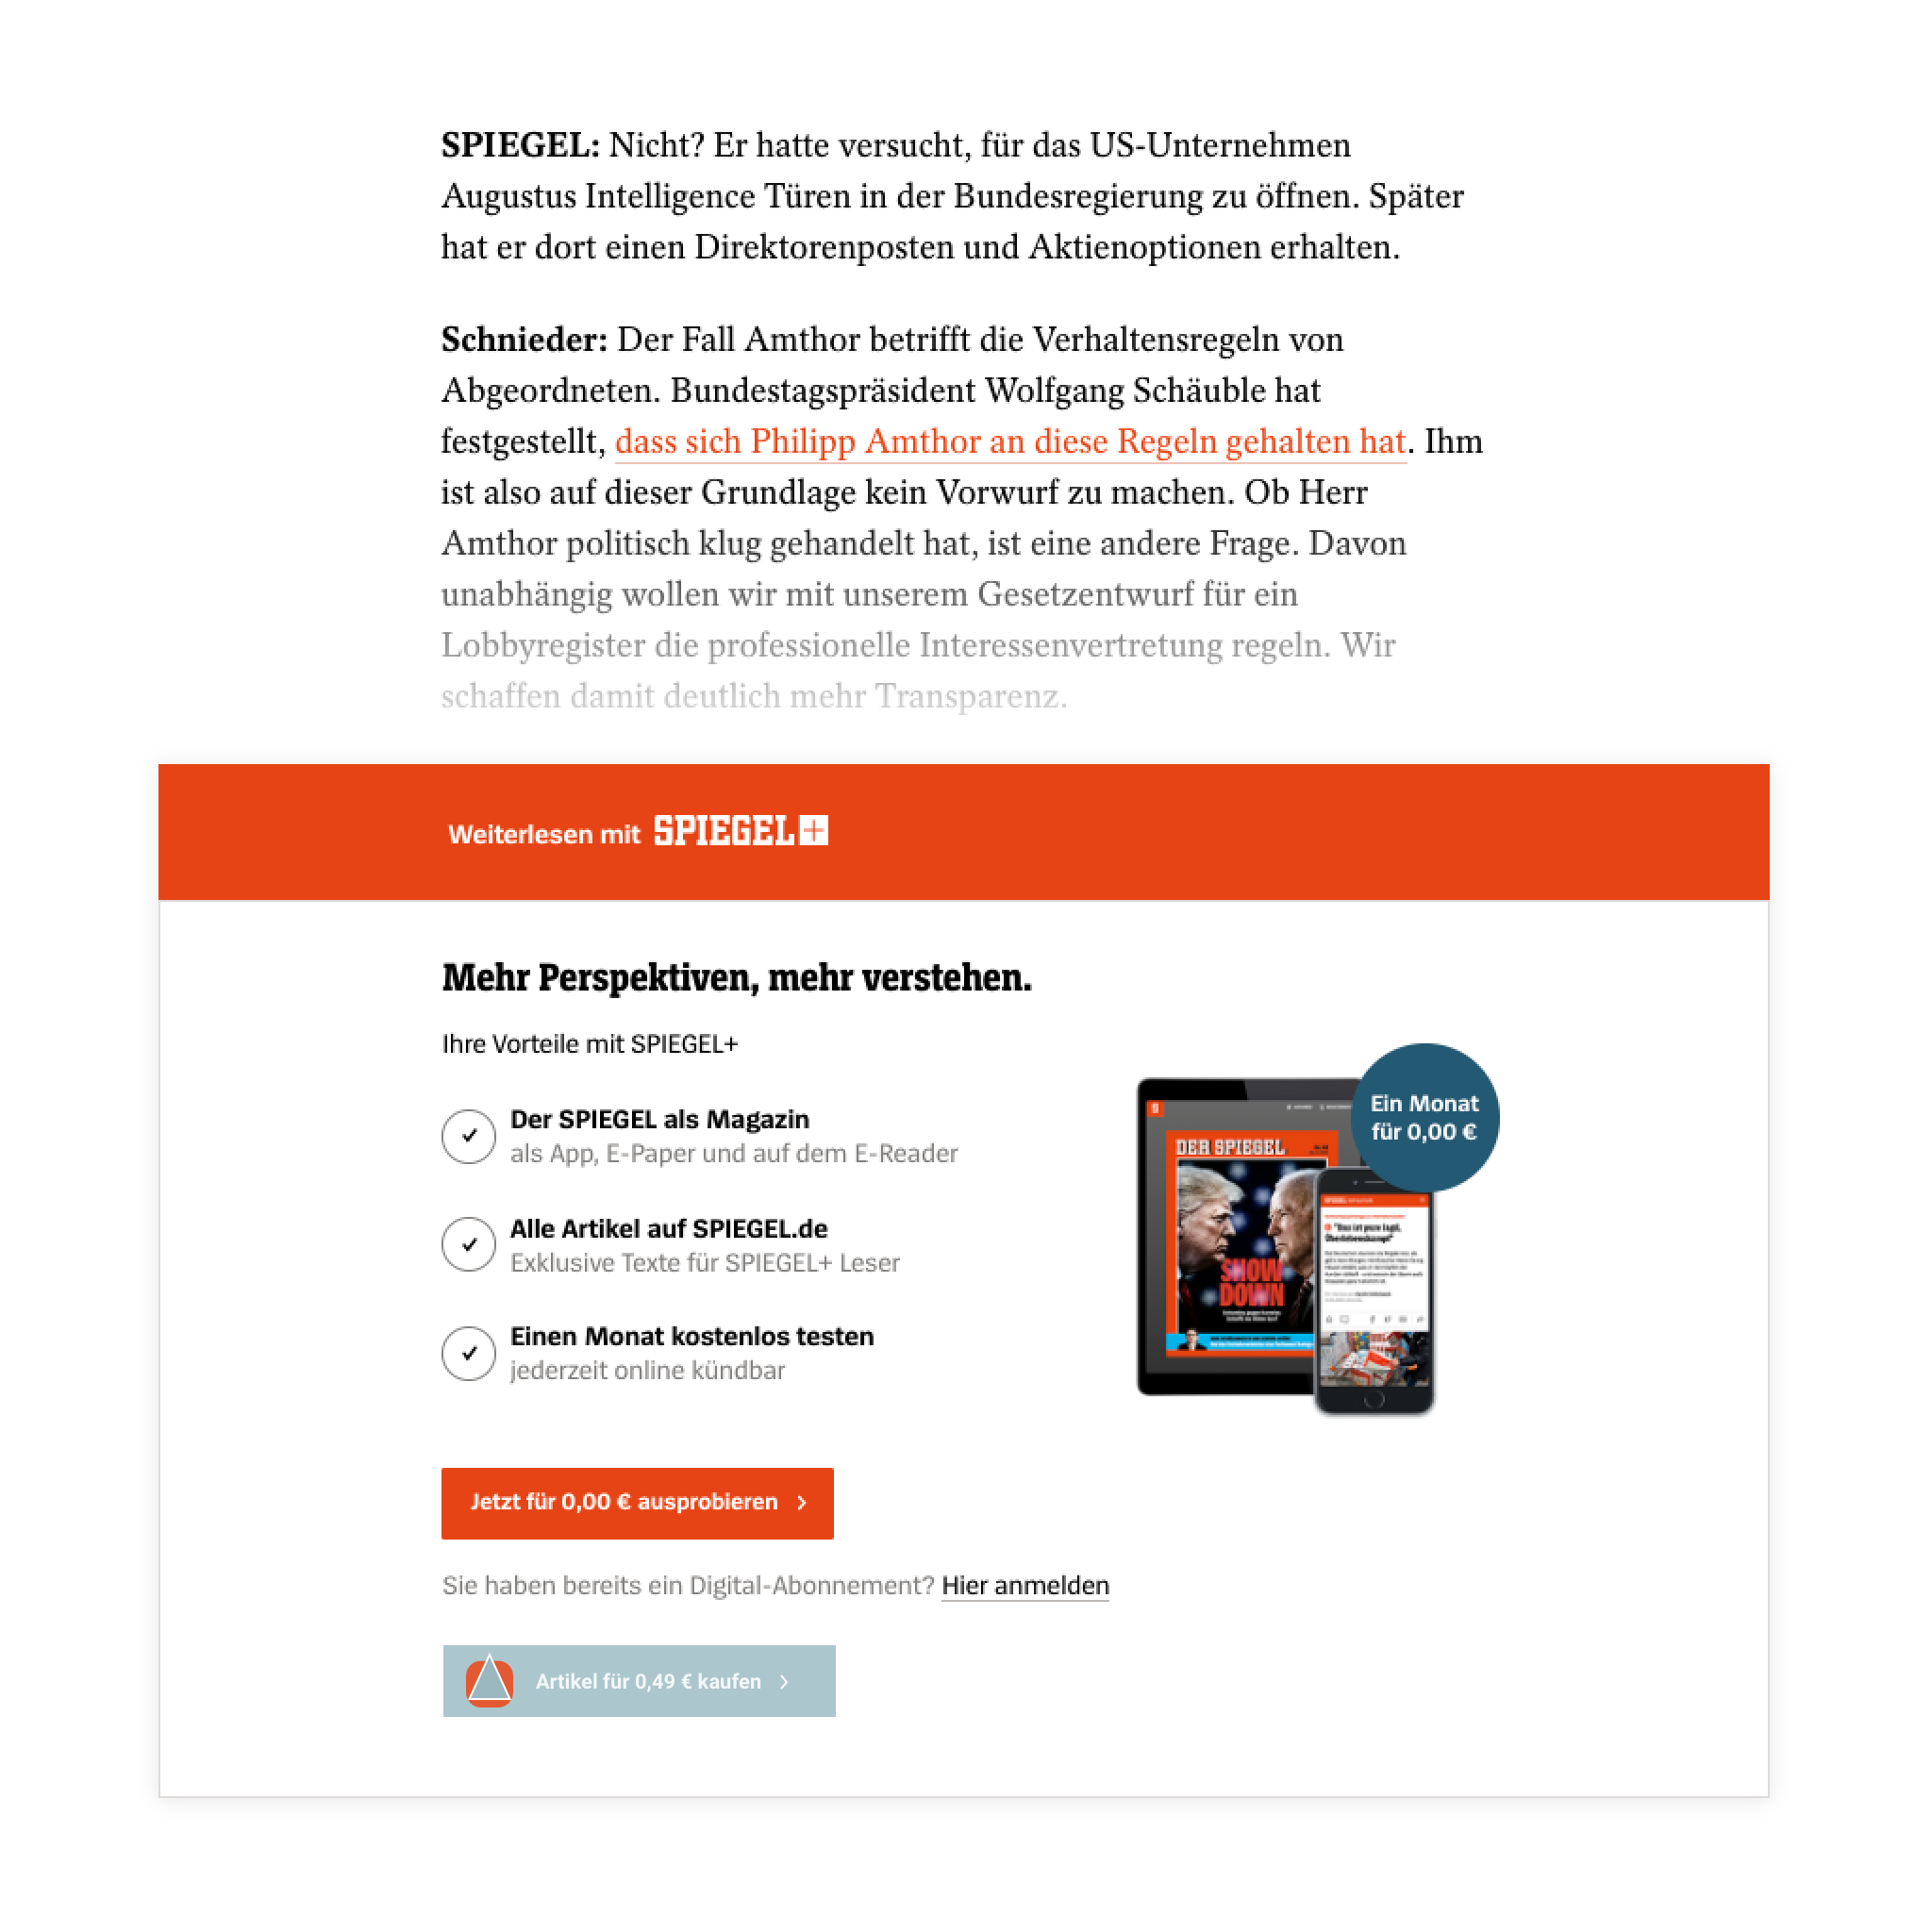 SPIEGEL: Nicht? Er hatte versucht, für das US-Unternehmen
Augustus Intelligence Türen in der Bundesregierung zu öffnen. Später
hat er dort einen Direktorenposten und Aktienoptionen erhalten.
Schnieder: Der Fall Amthor betrifft die Verhaltensregeln von
Abgeordneten. Bundestagspräsident Wolfgang Schäuble hat
festgestellt, dass sich Philipp Amthor an diese Regeln gehalten hat. Ihm
ist also auf dieser Grundlage kein Vorwurf zu machen. Ob Herr
Amthor politisch klug gehandelt hat, ist eine andere Frage. Davon
unabhängig wollen wir mit unserem Gesetzentwurf für ein
Lobbyregister die professionelle Interessenvertretung regeln. Wir
schaffen damit deutlich mehr Transparenz.
Weiterlesen mit SPIEGEL+
Mehr Perspektiven, mehr verstehen.
Ihre Vorteile mit SPIEGEL+
Der SPIEGEL als Magazin
als App, E-Paper und auf dem E-Reader
Alle Artikel auf SPIEGEL.de
Exklusive Texte für SPIEGEL+ Leser
Einen Monat kostenlos testen
jederzeit online kündbar
Ein Monat
für 0,00 €
DER SPIEGEL
SHOW
DOWN
SPIEGEL
Jetzt für 0,00 € ausprobieren
Sie haben bereits ein Digital-Abonnement? Hier anmelden
Artikel für 0,49 € kaufen